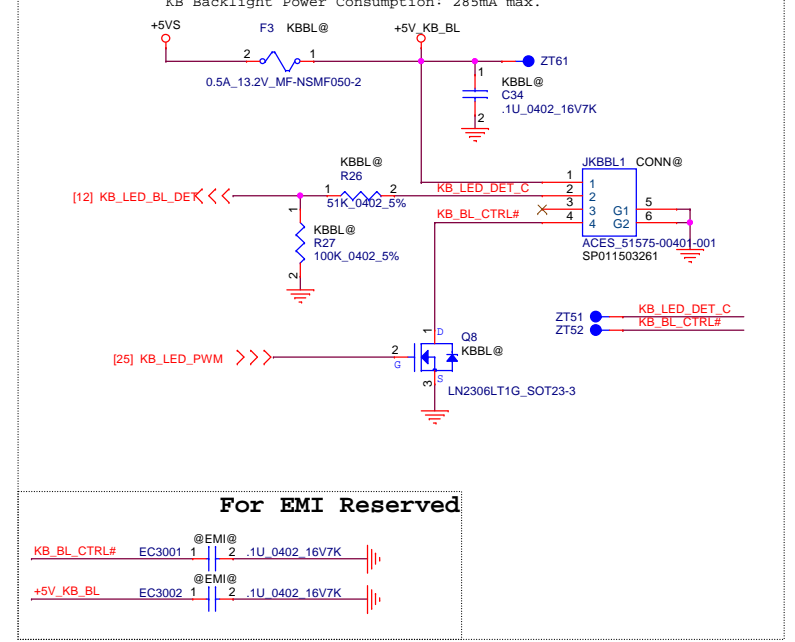 KB Backlight Power Consumption: 285mA max.
+5VS
F3 KBBL@
+5V_KB_BL
2 1
ZT61
0.5A_13.2V_MF-NSMF050-2
1
KBBL@
C34
.1U_0402_16V7K
2
KBBL@
R26
JKBBL1 CONN@
[12] KB_LED_BL_DET
1 2
KB_LED_DET_C
51K_0402_5%
KB_BL_CTRL#
1 1
2 2
3 3
4 4
G1 5
G2 6
ACES_51575-00401-001
SP011503261
1
KBBL@
R27
100K_0402_5%
2
ZT51 KB_LED_DET_C
ZT52 KB_BL_CTRL#
1 D
Q8
KBBL@
[25] KB_LED_PWM
2
G
3 S
LN2306LT1G_SOT23-3
For EMI Reserved
@EMI@
KB_BL_CTRL# EC3001 1 2 .1U_0402_16V7K
@EMI@
+5V_KB_BL EC3002 1 2 .1U_0402_16V7K